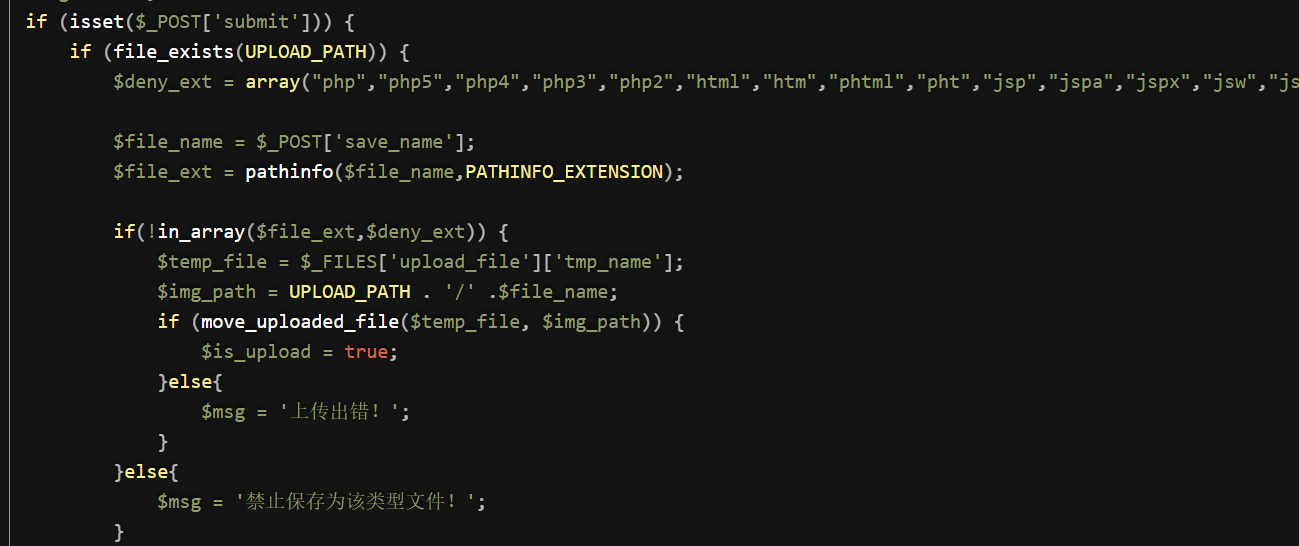 if (isset($_POST['submit'])) {
if (file_exists(UPLOAD_PATH)) {
$deny_ext = array("php","php5","php4","php3","php2","html","htm","phtml","pht","jsp","jspa","jspx","jsw","js
$file_name = $_POST['save_name'];
$file_ext = pathinfo($file_name,PATHINFO_EXTENSION);
if(!in_array($file_ext,$deny_ext)) {
$temp_file = $_FILES['upload_file']['tmp_name'];
$img_path = UPLOAD_PATH . '/' .$file_name;
if (move_uploaded_file($temp_file, $img_path)) {
$is_upload = true;
}else{
$msg = '上传出错！';
}
}else{
$msg = '禁止保存为该类型文件！';
}